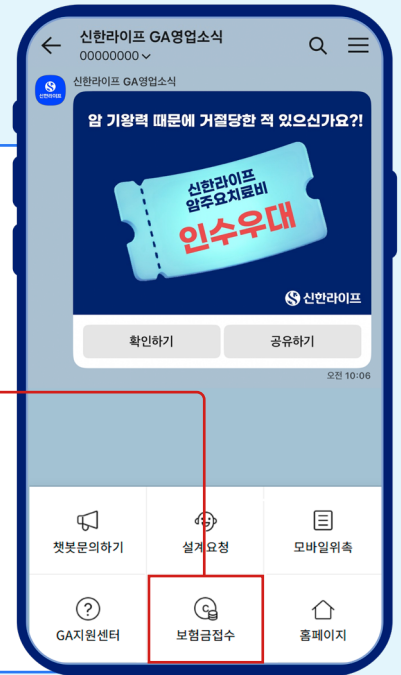 신한라이프 GA영업소식
00000000
신한라이프 GA영업소식
신한라이프
암 기왕력 때문에 거절당한 적 있으신가요?!
신한라이프
암주요치료비
인수우대
신한라이프
확인하기
공유하기
오전 10:06
챗봇문의하기
설계요청
모바일위촉
GA지원센터
보험금접수
홈페이지